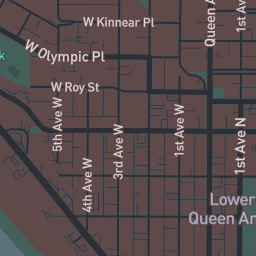 W Kinnear Pl
Queen A
1st Ave
k
W Olympic Pl
W Roy St
5th Ave W
4th Ave W
3rd Ave W
1st Ave W
1st Ave N
Lower
Queen An